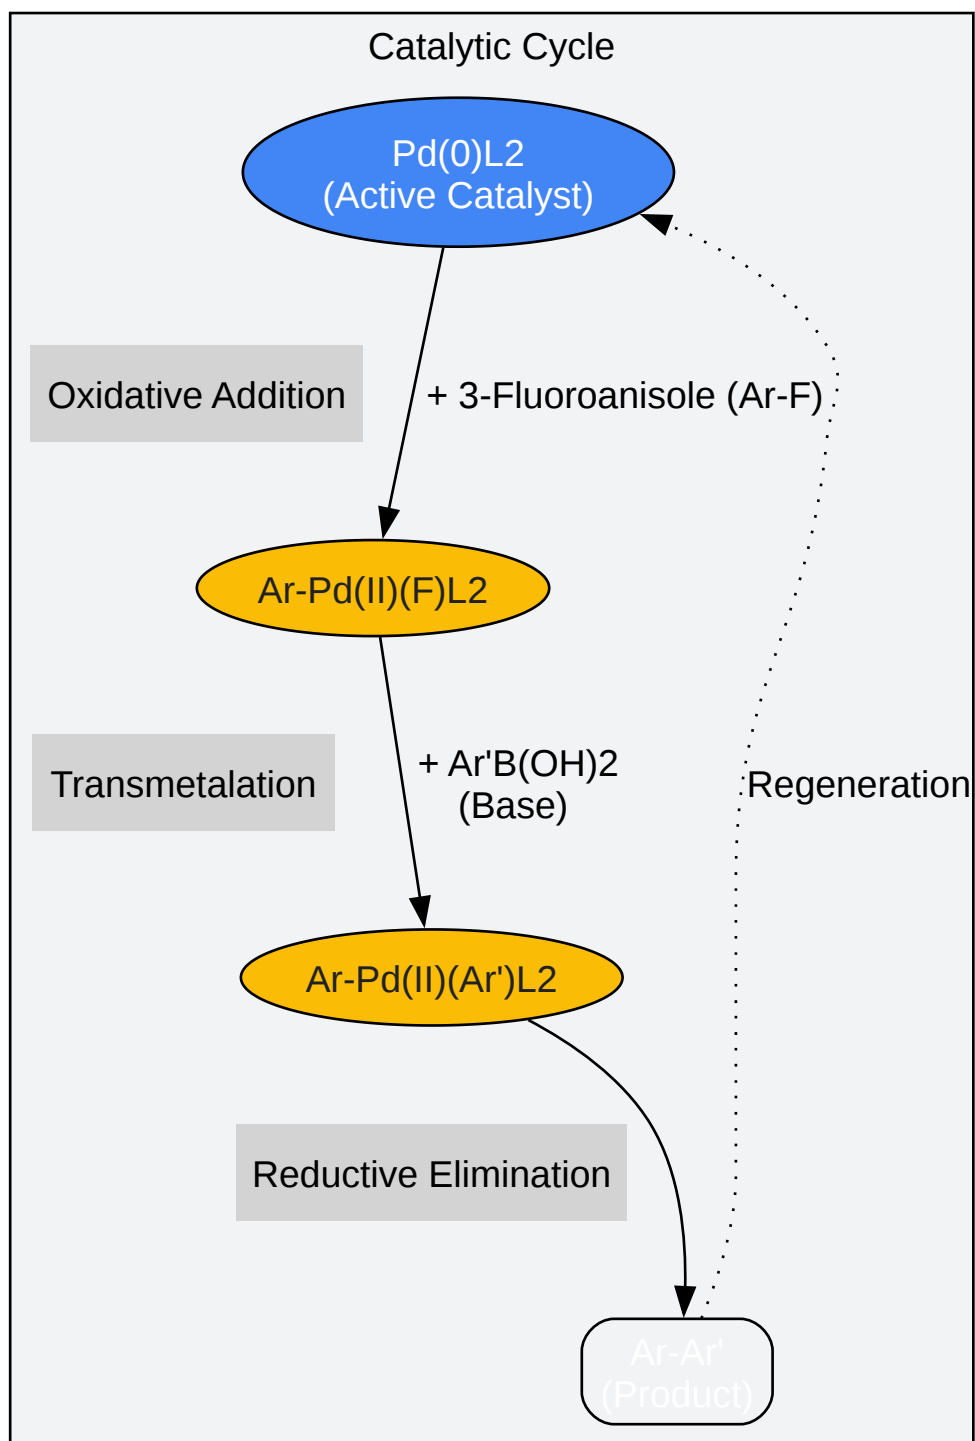 Catalytic Cycle
Pd(0)L2
(Active Catalyst)
Oxidative Addition
+ 3-Fluoroanisole (Ar-F)
Ar-Pd(II)(F)L2
Transmetalation
+ Ar'B(OH)2
(Base)
Regeneration
Ar-Pd(II)(Ar')L2
Reductive Elimination
Ar-Ar'
(Product)